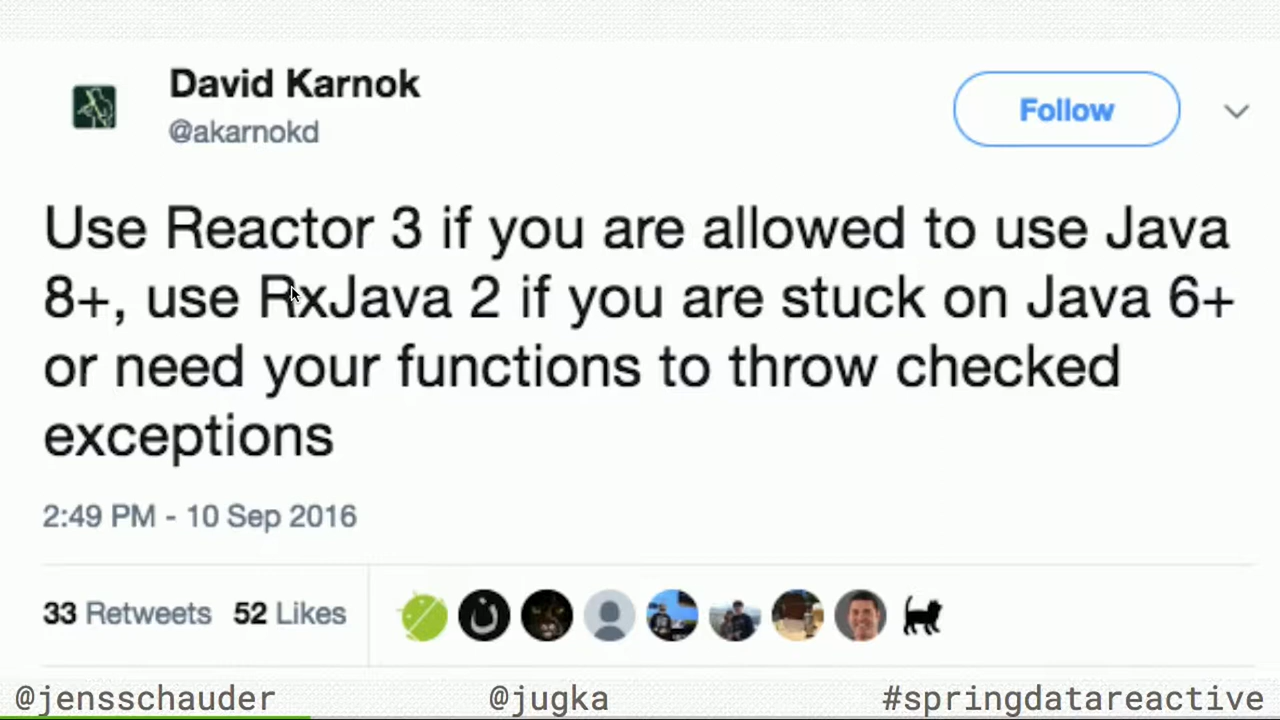 David Karnok
@akarnokd
Follow
Use Reactor 3 if you are allowed to use Java
8+, use RxJava 2 if you are stuck on Java 6+
or need your functions to throw checked
exceptions
2:49 PM - 10 Sep 2016
33 Retweets 52 Likes
ن
@jensschauder @jugka #springdatareactive